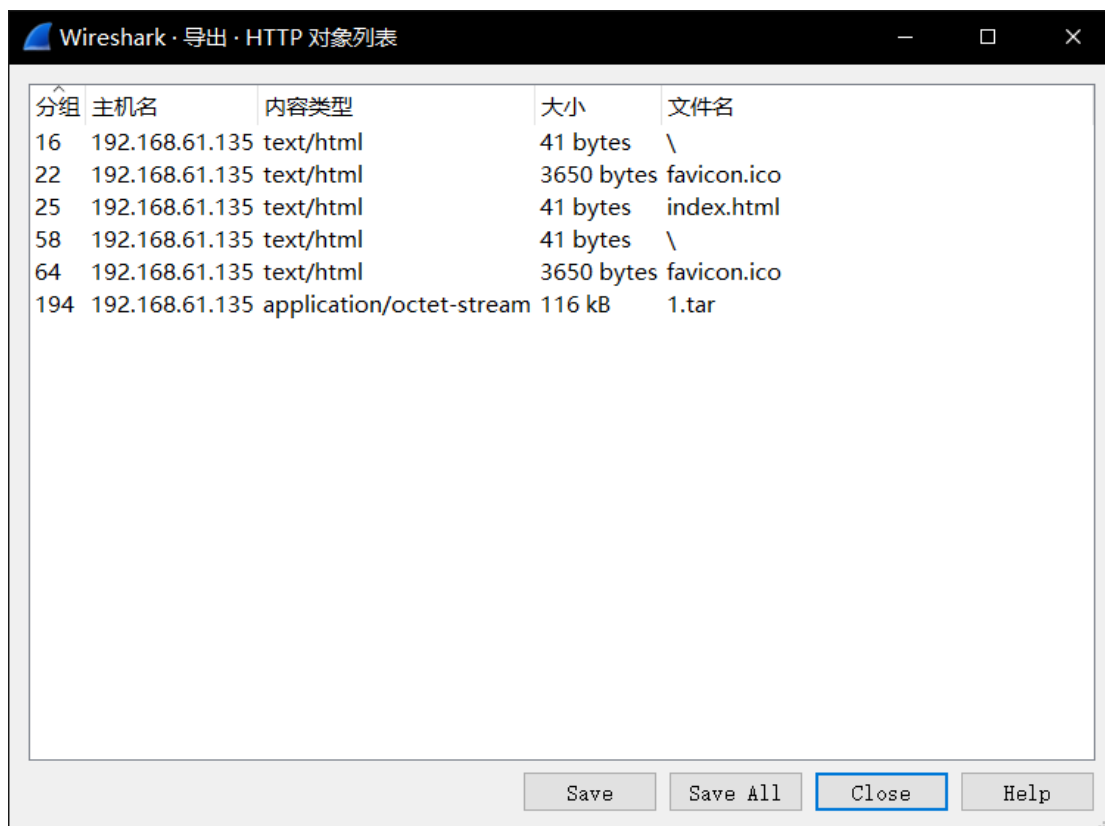 Wireshark · 导出 · HTTP 对象列表
分组 主机名 内容类型 大小 文件名
16 192.168.61.135 text/html 41 bytes \
22 192.168.61.135 text/html 3650 bytes favicon.ico
25 192.168.61.135 text/html 41 bytes index.html
58 192.168.61.135 text/html 41 bytes \
64 192.168.61.135 text/html 3650 bytes favicon.ico
194 192.168.61.135 application/octet-stream 116 kB 1.tar
Save Save All Close Help